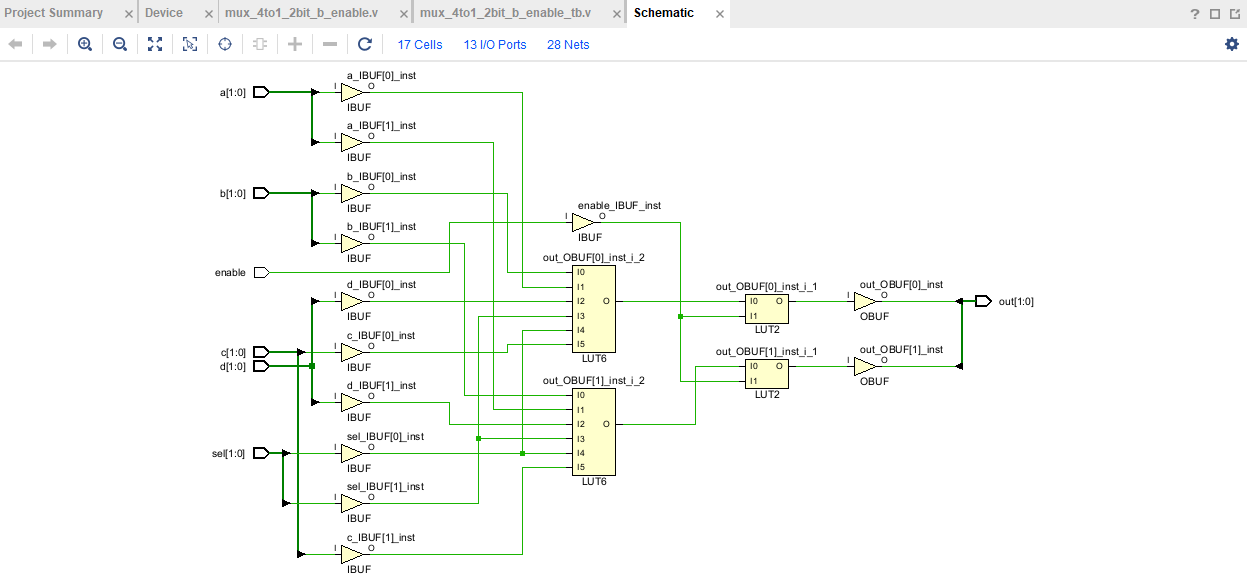 Project Summary × Device × mux_4to1_2bit_b_enable.v × mux_4to1_2bit_b_enable_tb.v × Schematic × ?
17 Cells 13 I/O Ports 28 Nets
a_IBUF[0]_inst
a[1:0] I O
IBUF
a_IBUF[1]_inst
I O
IBUF
b_IBUF[0]_inst
b[1:0] I O
IBUF
enable_IBUF_inst
I O
IBUF
b_IBUF[1]_inst
I O
IBUF
enable
out_OBUF[0]_inst_i_2
I0
I1
I2 O
I3
I4
I5
LUT6
d_IBUF[0]_inst
I O
IBUF
out_OBUF[0]_inst_i_1
I0 O
I1
LUT2
out_OBUF[0]_inst
I O
OBUF
out[1:0]
c_IBUF[0]_inst
c[1:0] I O
d[1:0]
IBUF
out_OBUF[1]_inst_i_1
I0 O
I1
LUT2
out_OBUF[1]_inst
I O
OBUF
d_IBUF[1]_inst
I O
IBUF
out_OBUF[1]_inst_i_2
I0
I1
I2 O
I3
I4
I5
LUT6
sel_IBUF[0]_inst
sel[1:0] I O
IBUF
sel_IBUF[1]_inst
I O
IBUF
c_IBUF[1]_inst
I O
IBUF